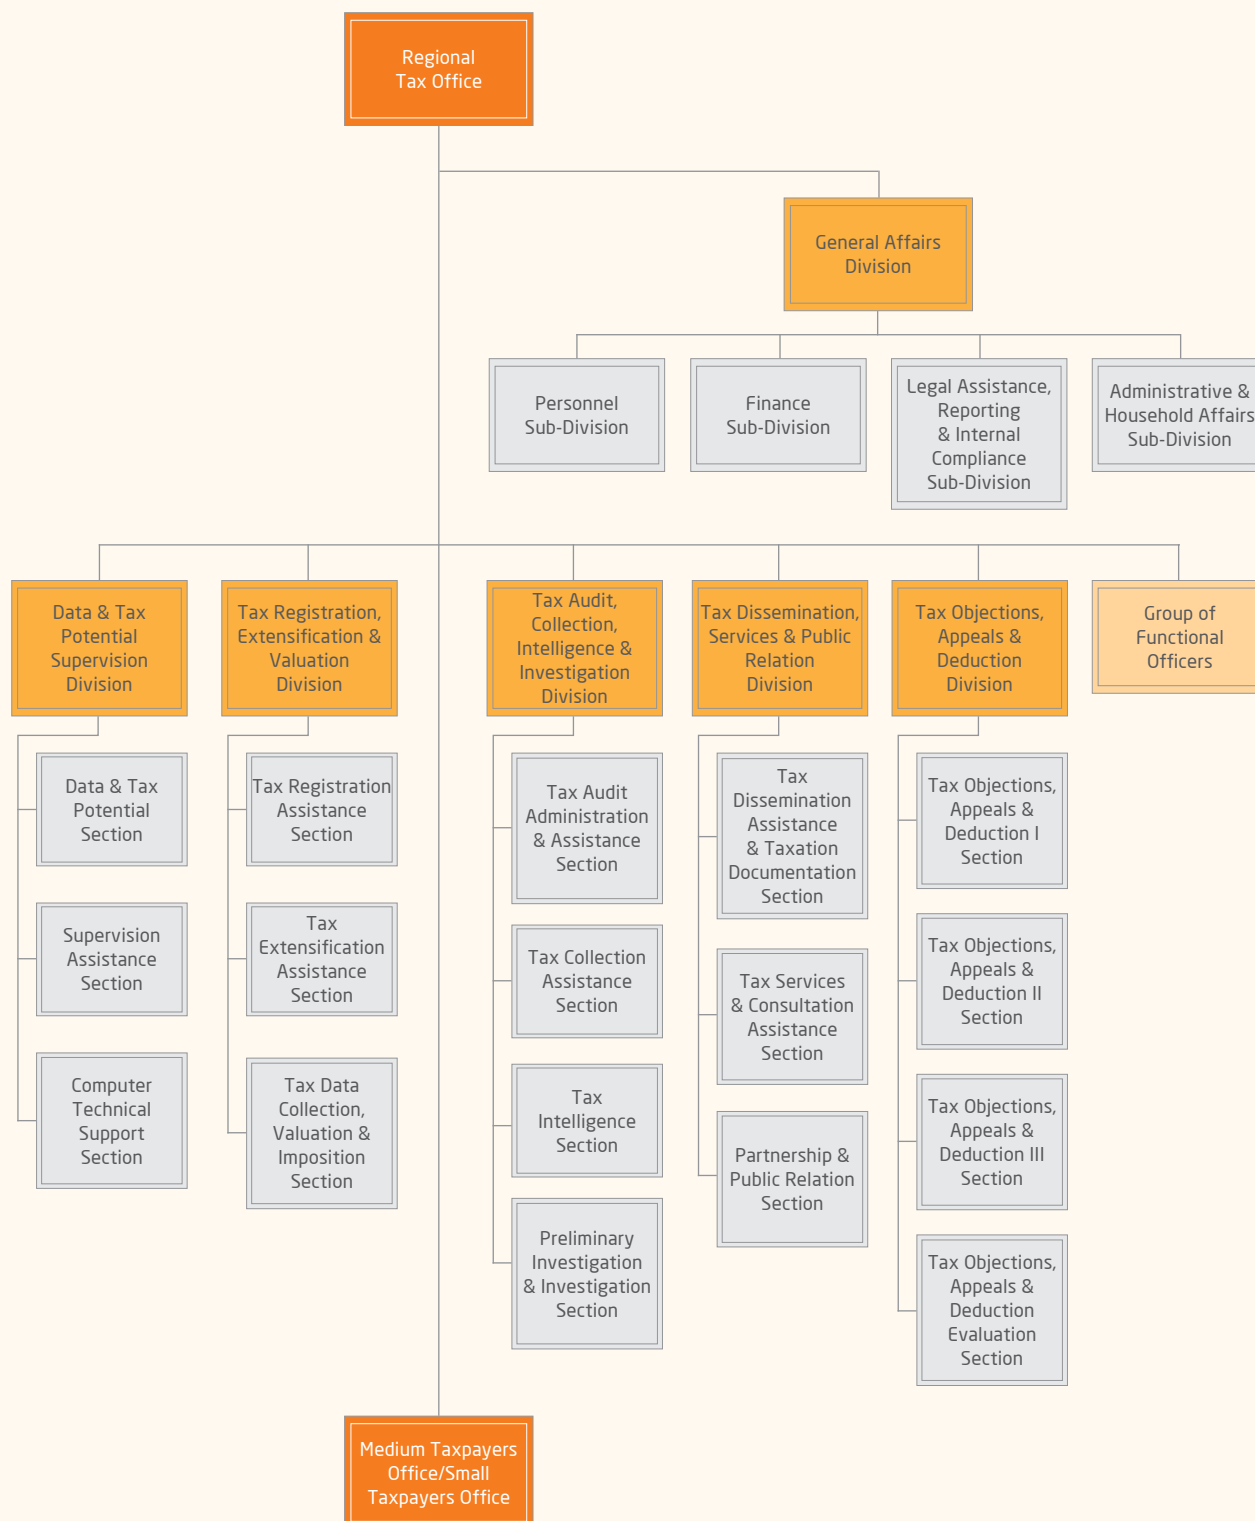 Regional
Tax Office
General Affairs
Division
Personnel
Sub-Division
Finance
Sub-Division
Legal Assistance,
Reporting
& Internal
Compliance
Sub-Division
Administrative &
Household Affairs
Sub-Division
Data & Tax
Potential
Supervision
Division
Tax Registration,
Extensification &
Valuation
Division
Tax Audit,
Collection,
Intelligence &
Investigation
Division
Tax Dissemination,
Services & Public
Relation
Division
Tax Objections,
Appeals &
Deduction
Division
Group of
Functional
Officers
Data & Tax
Potential
Section
Supervision
Assistance
Section
Computer
Technical
Support
Section
Tax Registration
Assistance
Section
Tax
Extensification
Assistance
Section
Tax Data
Collection,
Valuation &
Imposition
Section
Tax Audit
Administration
& Assistance
Section
Tax Collection
Assistance
Section
Tax
Intelligence
Section
Preliminary
Investigation
& Investigation
Section
Tax
Dissemination
Assistance
& Taxation
Documentation
Section
Tax Services
& Consultation
Assistance
Section
Partnership &
Public Relation
Section
Tax Objections,
Appeals &
Deduction I
Section
Tax Objections,
Appeals &
Deduction II
Section
Tax Objections,
Appeals &
Deduction III
Section
Tax Objections,
Appeals &
Deduction
Evaluation
Section
Medium Taxpayers
Office/Small
Taxpayers Office